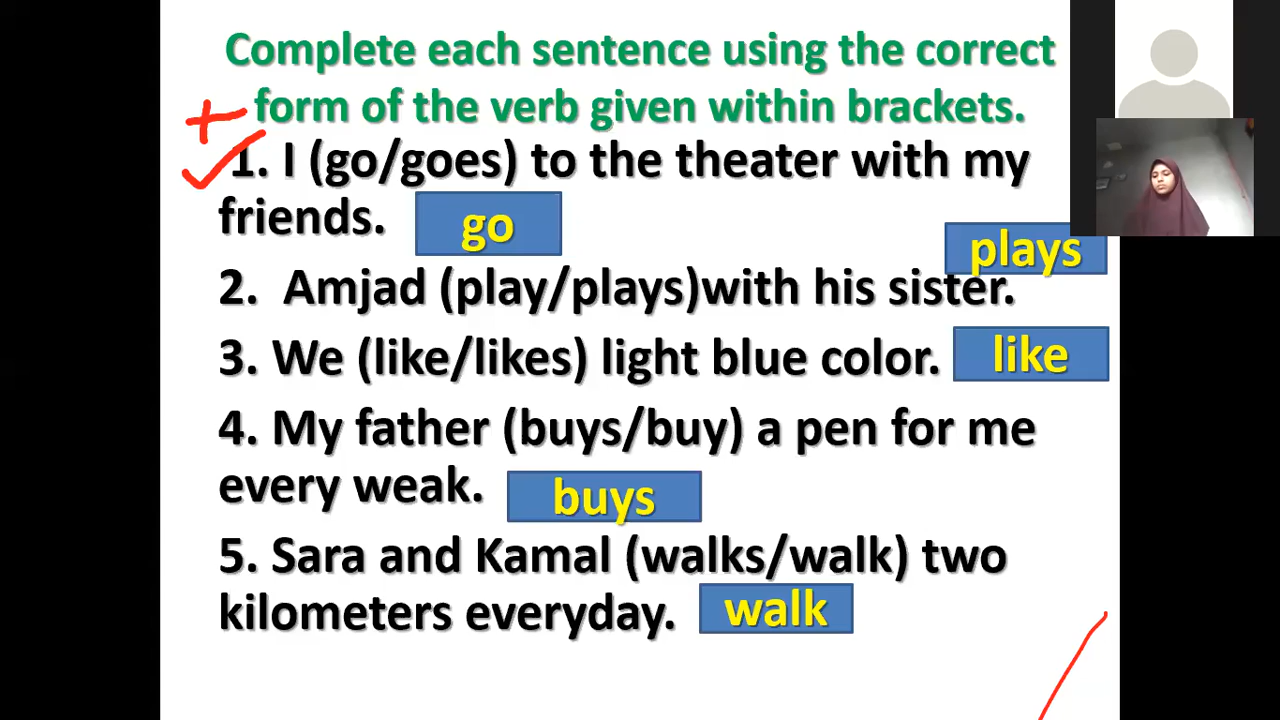 Complete each sentence using the correct
form of the verb given within brackets.
1. I (go/goes) to the theater with my
friends. go
plays
2. Amjad (play/plays)with his sister.
3. We (like/likes) light blue color. like
4. My father (buys/buy) a pen for me
every weak. buys
5. Sara and Kamal (walks/walk) two
kilometers everyday. walk